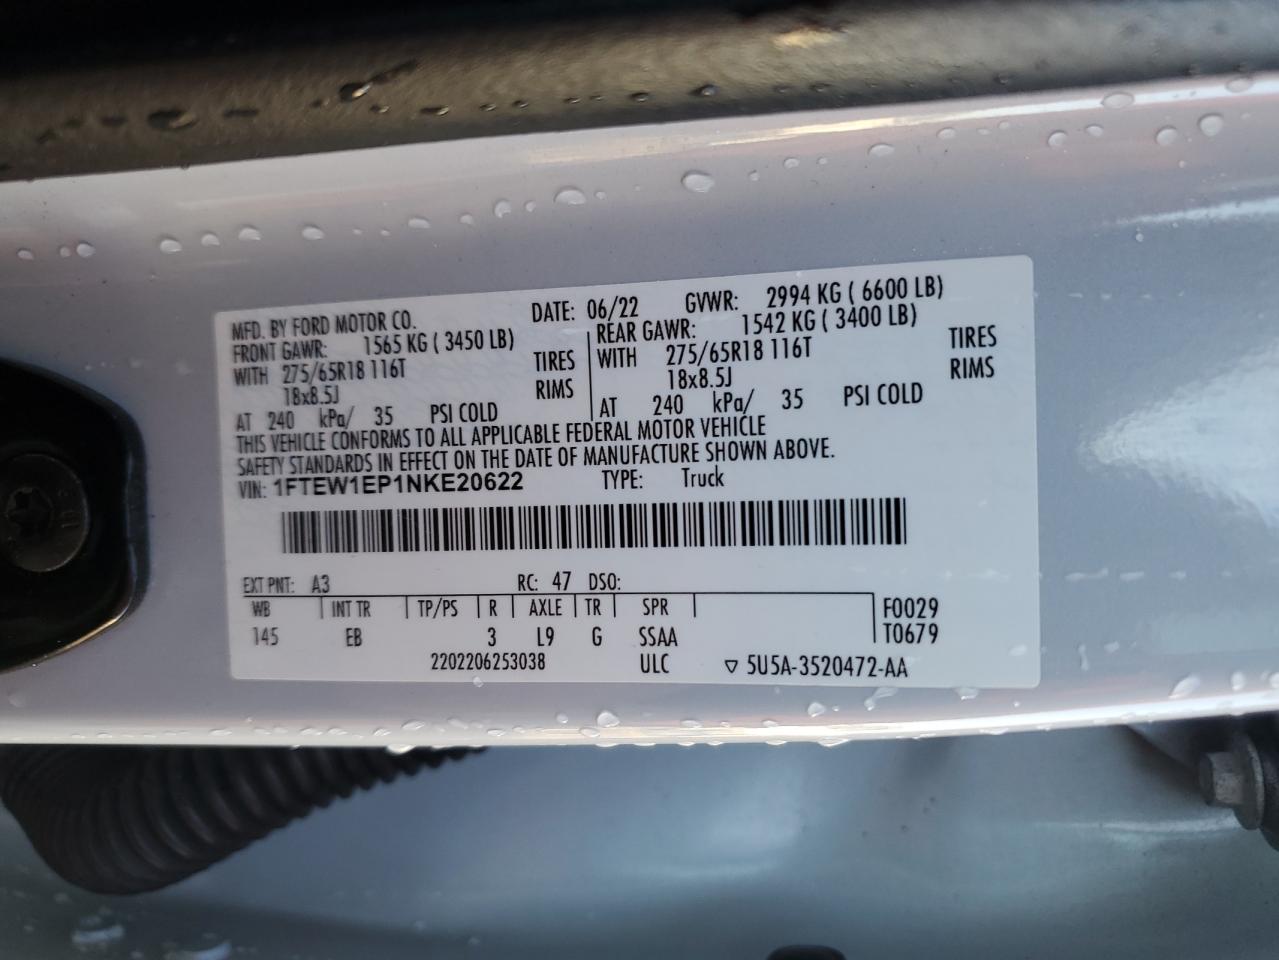 MFD. BY FORD MOTOR CO. DATE: 06/22 GVWR: 2994 KG ( 6600 LB)
FRONT GAWR: 1565 KG ( 3450 LB) REAR GAWR: 1542 KG ( 3400 LB)
WITH 275/65R18 116T TIRES WITH 275/65R18 116T TIRES
18x8.5J RIMS 18x8.5J RIMS
AT 240 kPa/ 35 PSI COLD AT 240 kPa/ 35 PSI COLD
THIS VEHICLE CONFORMS TO ALL APPLICABLE FEDERAL MOTOR VEHICLE
SAFETY STANDARDS IN EFFECT ON THE DATE OF MANUFACTURE SHOWN ABOVE.
VIN: 1FTEW1EP1NKE20622 TYPE: Truck
EXT PNT: A3 RC: 47 DSO:
WB INT TR TP/PS R AXLE TR SPR F0029
145 EB 3 L9 G SSAA T0679
2202206253038 ULC ▽ 5U5A-3520472-AA